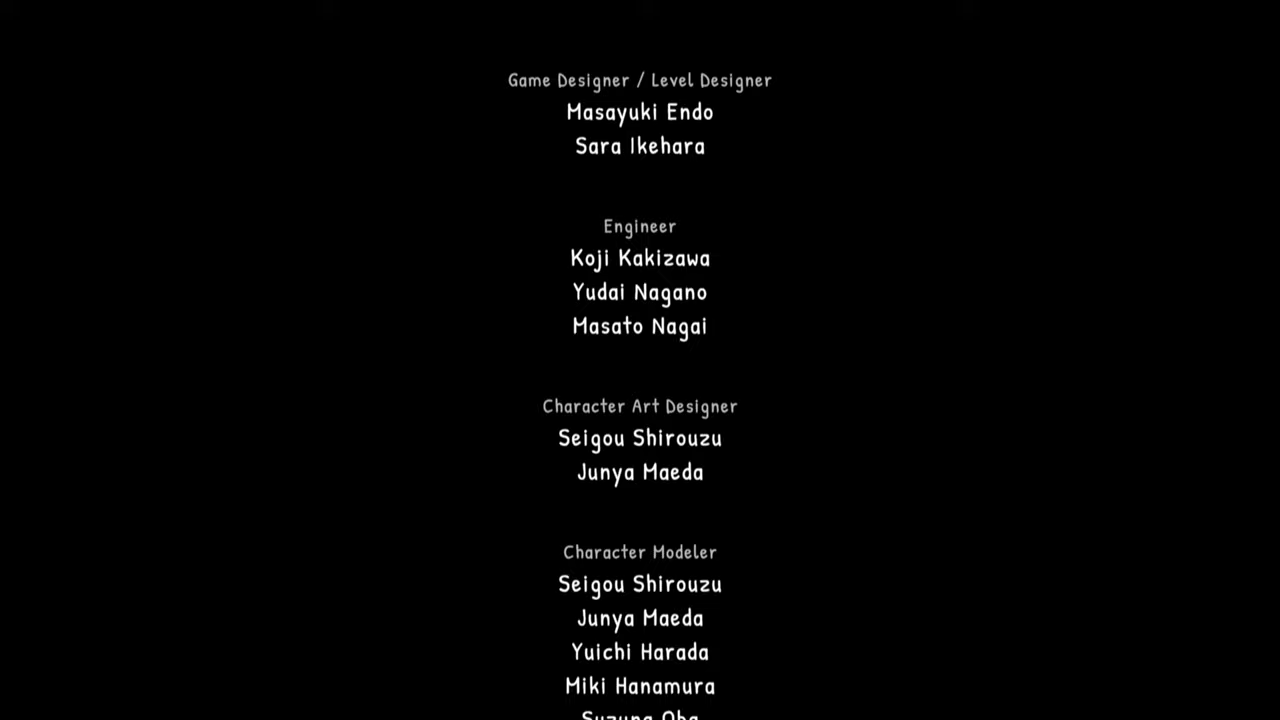 Game Designer / Level Designer
Masayuki Endo
Sara Ikehara
Engineer
Koji Kakizawa
Yudai Nagano
Masato Nagai
Character Art Designer
Seigou Shirouzu
Junya Maeda
Character Modeler
Seigou Shirouzu
Junya Maeda
Yuichi Harada
Miki Hanamura